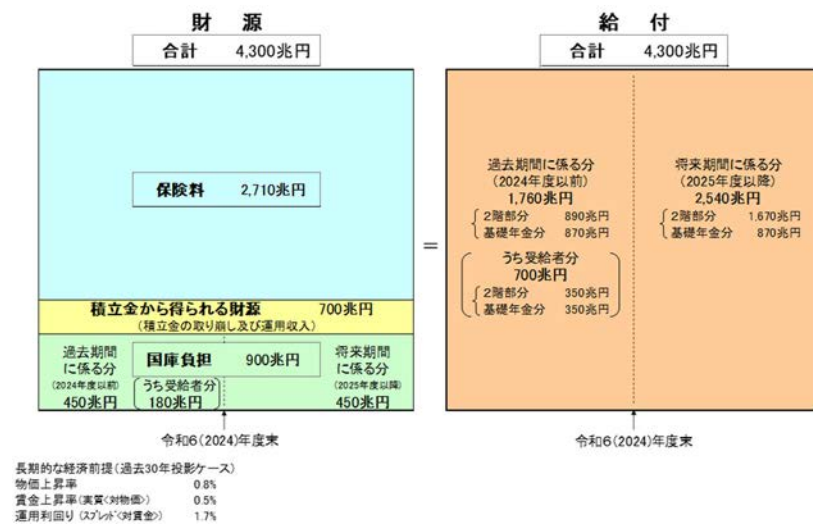 財　源
合計　4,300兆円
保険料　2,710兆円
積立金から得られる財源　700兆円
(積立金の取り崩し及び運用収入)
国庫負担　900兆円
過去期間
に係る分
(2024年度以前)
450兆円
うち受給者分
180兆円
将来期間
に係る分
(2025年度以降)
450兆円
令和6(2024)年度末
=
給　付
合計　4,300兆円
過去期間に係る分
(2024年度以前)
1,760兆円
2階部分　890兆円
基礎年金分　870兆円
うち受給者分
700兆円
2階部分　350兆円
基礎年金分　350兆円
将来期間に係る分
(2025年度以降)
2,540兆円
2階部分　1,670兆円
基礎年金分　870兆円
令和6(2024)年度末
長期的な経済前提(過去30年投影ケース)
物価上昇率　0.8%
賃金上昇率(実質<対物価>)　0.5%
運用利回り(スプレッド<対賃金>)　1.7%